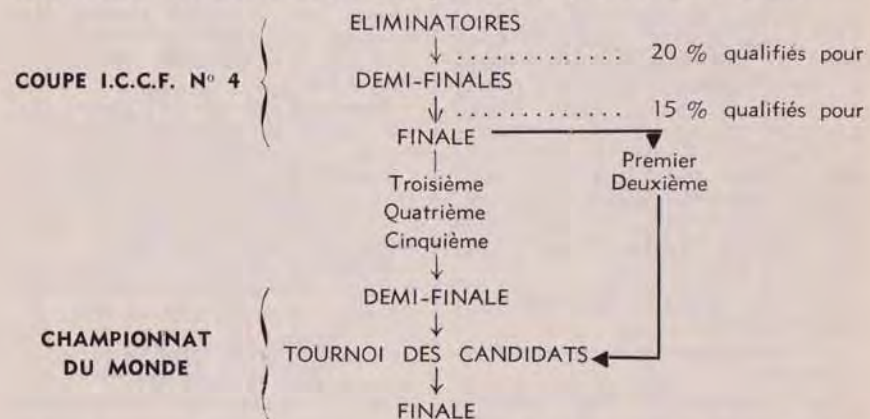 ELIMINATOIRES
............. 20 % qualifiés pour
COUPE I.C.C.F. Nº 4
DEMI-FINALES
............. 15 % qualifiés pour
FINALE
Premier
Deuxième
Troisième
Quatrième
Cinquième
DEMI-FINALE
CHAMPIONNAT
DU MONDE
TOURNOI DES CANDIDATS
FINALE